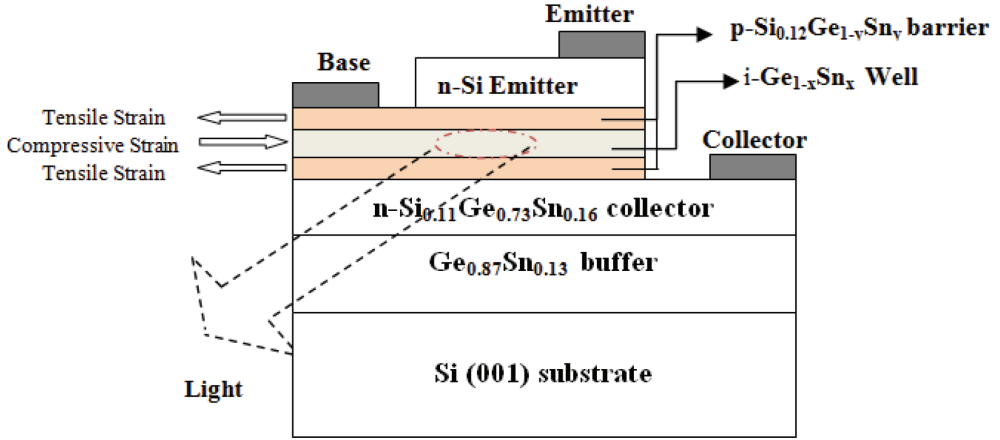 Emitter
p-Si0.12Ge1-vSnv barrier
Base
n-Si Emitter
i-Ge1-xSnx Well
Tensile Strain
Compressive Strain
Tensile Strain
Collector
n-Si0.11Ge0.73Sn0.16 collector
Ge0.87Sn0.13 buffer
Si (001) substrate
Light